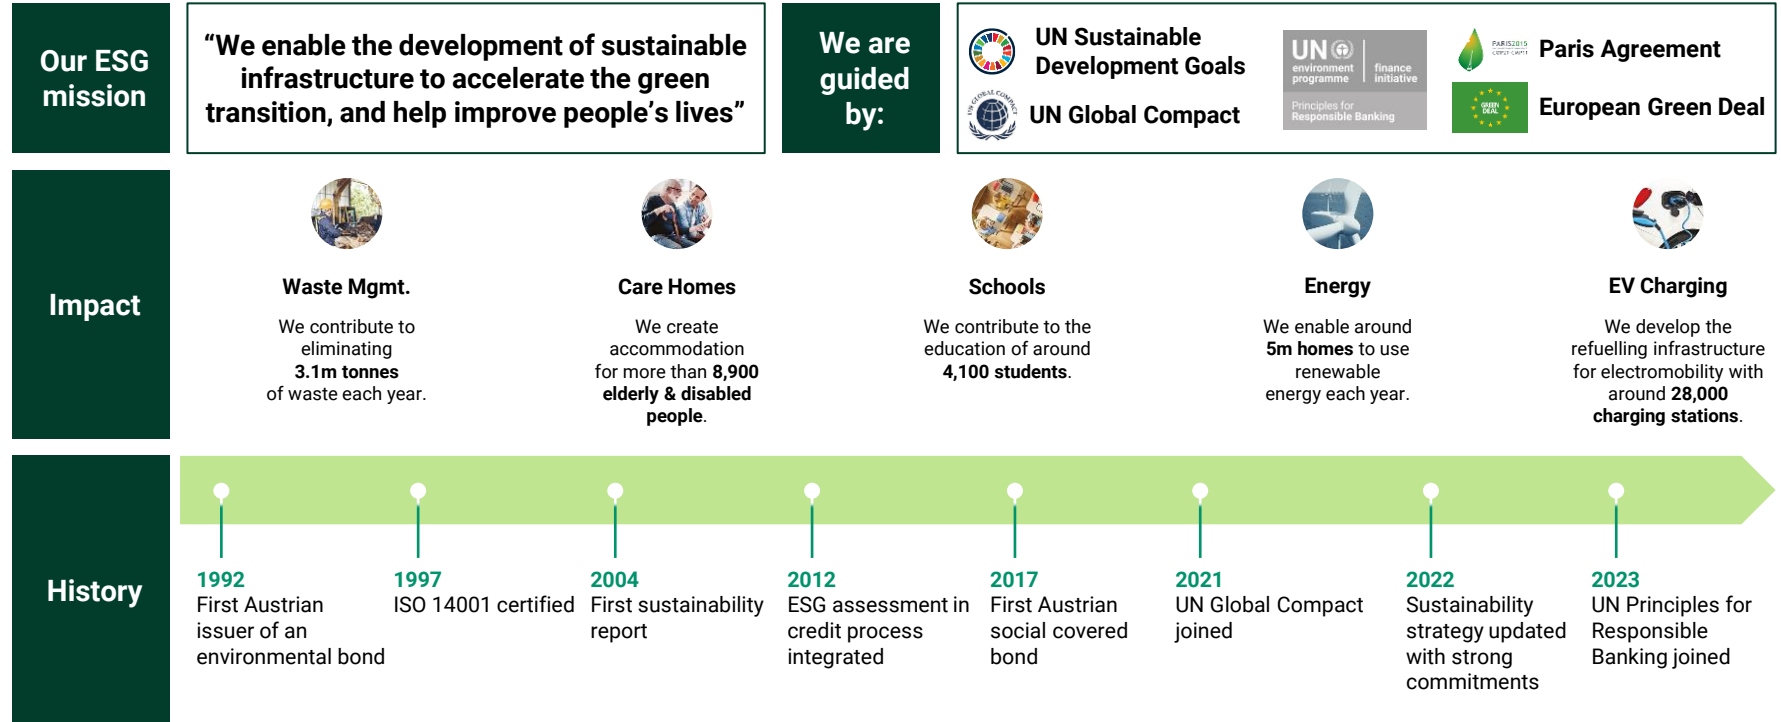 Our ESG
mission
“We enable the development of sustainable
infrastructure to accelerate the green
transition, and help improve people’s lives”
We are
guided
by:
UN Sustainable
Development Goals
UN GLOBAL COMPACT
UN Global Compact
UN
environment
programme
finance
initiative
Principles for
Responsible Banking
PARIS2015
Paris Agreement
GREEN
DEAL
European Green Deal
Impact
Waste Mgmt.
We contribute to
eliminating
3.1m tonnes
of waste each year.
Care Homes
We create
accommodation
for more than 8,900
elderly & disabled
people.
Schools
We contribute to the
education of around
4,100 students.
Energy
We enable around
5m homes to use
renewable
energy each year.
EV Charging
We develop the
refuelling infrastructure
for electromobility with
around 28,000
charging stations.
History
1992
First Austrian
issuer of an
environmental bond
1997
ISO 14001 certified
2004
First sustainability
report
2012
ESG assessment in
credit process
integrated
2017
First Austrian
social covered
bond
2021
UN Global Compact
joined
2022
Sustainability
strategy updated
with strong
commitments
2023
UN Principles for
Responsible
Banking joined